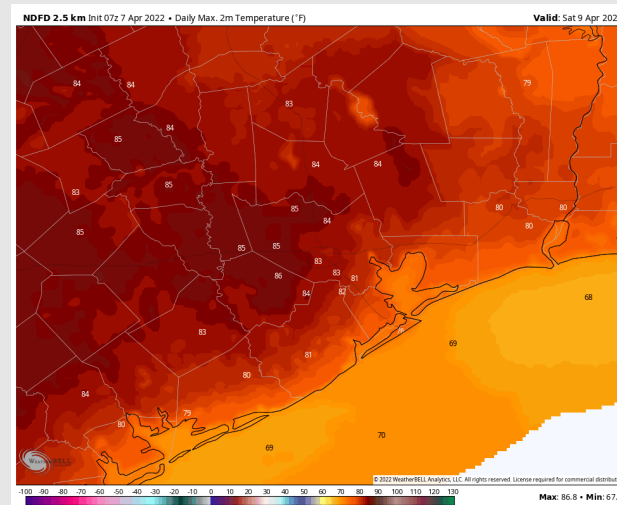 NDFD 2.5 km Init 07z 7 Apr 2022 • Daily Max. 2m Temperature (°F)
Valid: Sat 9 Apr 202
84 84 79
83
84
85
84 84
85
83
85 80 80
84 80
85
85 85
83
86 83 81
84 82
68
83 69
81
80
84
79
80
70
69
WeatherBELL
© 2022 WeatherBELL Analytics, LLC. All rights reserved. License required for commercial distribut
-100 -90 -80 -70 -60 -50 -40 -30 -20 -10 0 10 20 30 40 50 60 70 80 90 100 110 120 130
Max: 86.8 • Min: 67.